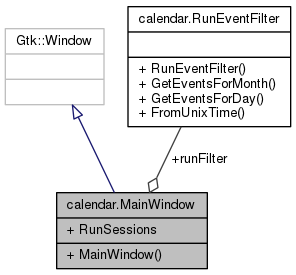 Gtk::Window
calendar.RunEventFilter
+ RunEventFilter()
+ GetEventsForMonth()
+ GetEventsForDay()
+ FromUnixTime()
+runFilter
calendar.MainWindow
+ RunSessions
+ MainWindow()